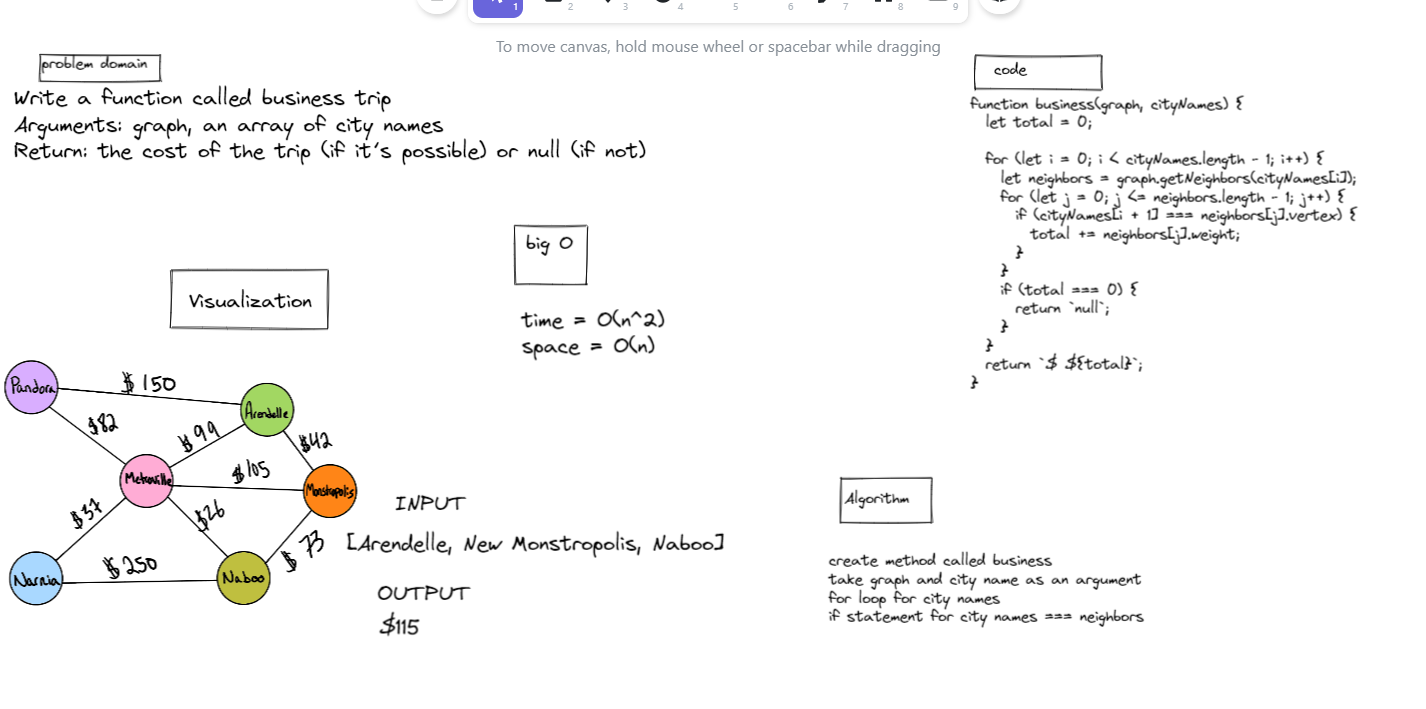 1
2
3
4
5
6
7
8
9
To move canvas, hold mouse wheel or spacebar while dragging
problem domain
Write a function called business trip
Arguments: graph, an array of city names
Return: the cost of the trip (if it's possible) or null (if not)
big O
time = O(n^2)
space = O(n)
Visualization
Pandora
$150
Arendelle
$82
$99
$42
Metroville
$105
Monstropolis
$37
$26
$73
Narnia
$250
Naboo
INPUT
[Arendelle, New Monstropolis, Naboo]
OUTPUT
$115
code
function business(graph, cityNames) {
let total = 0;
for (let i = 0; i < cityNames.length - 1; i++) {
let neighbors = graph.getNeighbors(cityNames[i]);
for (let j = 0; j <= neighbors.length - 1; j++) {
if (cityNames[i + 1] === neighbors[j].vertex) {
total += neighbors[j].weight;
}
}
if (total === 0) {
return `null`;
}
}
return `$ ${total}`;
}
Algorithm
create method called business
take graph and city name as an argument
for loop for city names
if statement for city names === neighbors